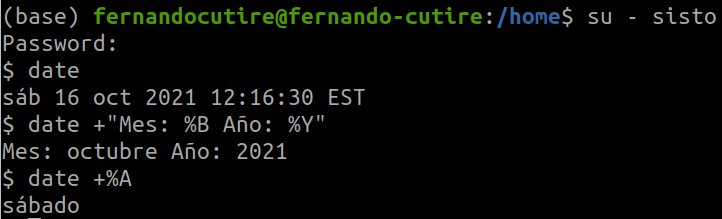 (base) fernandocutire@fernando-cutire:/home$ su - sisto
Password:
$ date
sáb 16 oct 2021 12:16:30 EST
$ date +"Mes: %B Año: %Y"
Mes: octubre Año: 2021
$ date +%A
sábado